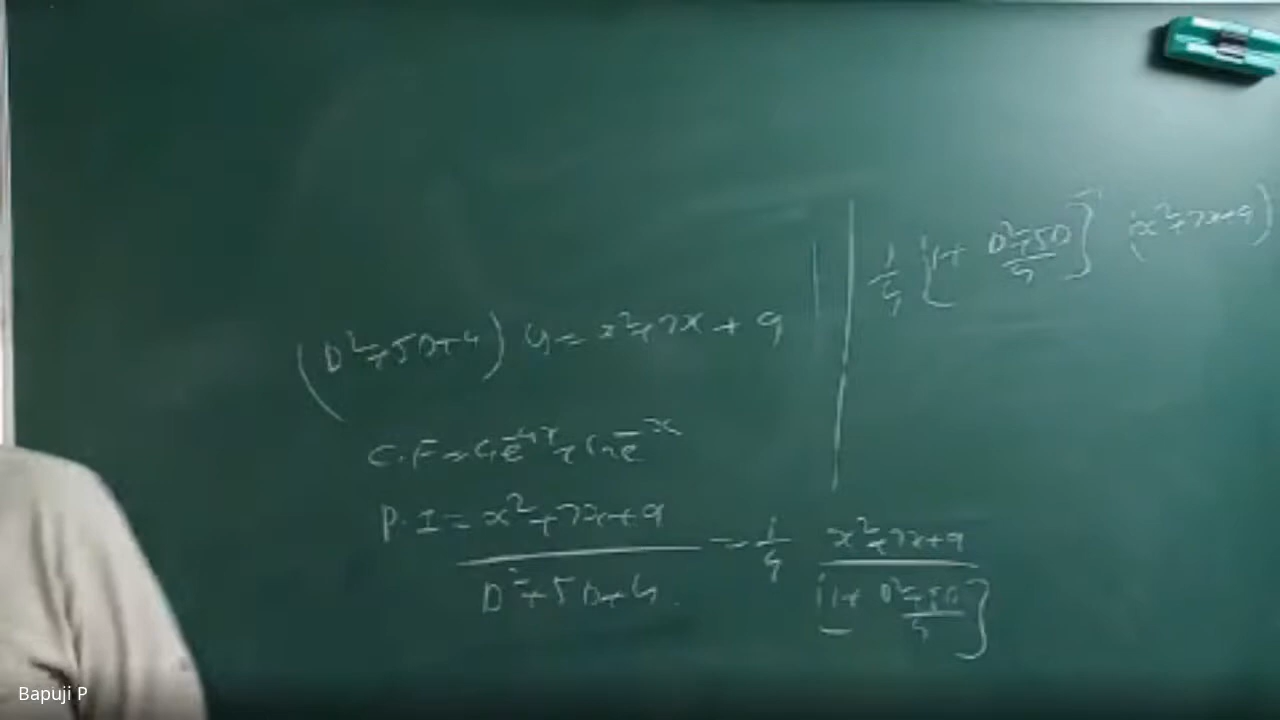 (D²+5D+4) y = x²+7x+9
C.F = C₁e⁻⁴ˣ + C₂e⁻ˣ
P.I = x²+7x+9 / D²+5D+4 = 1/4 x²+7x+9 / [1+ D²+5D/4]
1/4 [1+ D²+5D/4]⁻¹ (x²+7x+9)
Bapuji P